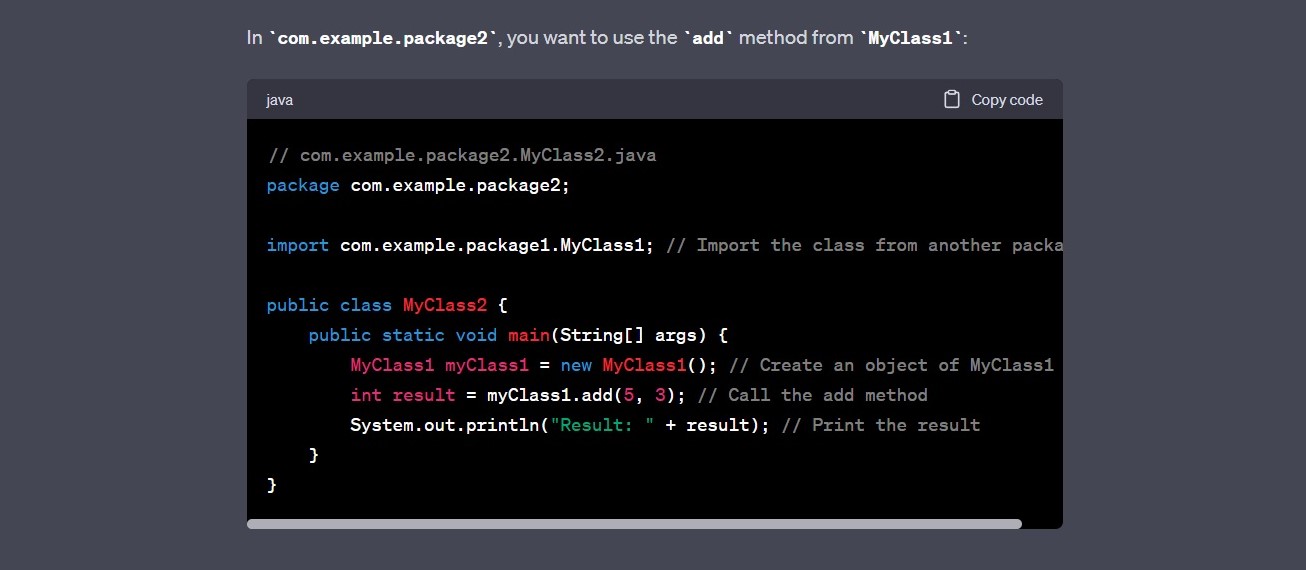 In `com.example.package2`, you want to use the `add` method from `MyClass1`:
java
Copy code
// com.example.package2.MyClass2.java
package com.example.package2;
import com.example.package1.MyClass1; // Import the class from another packa
public class MyClass2 {
    public static void main(String[] args) {
        MyClass1 myClass1 = new MyClass1(); // Create an object of MyClass1
        int result = myClass1.add(5, 3); // Call the add method
        System.out.println("Result: " + result); // Print the result
    }
}